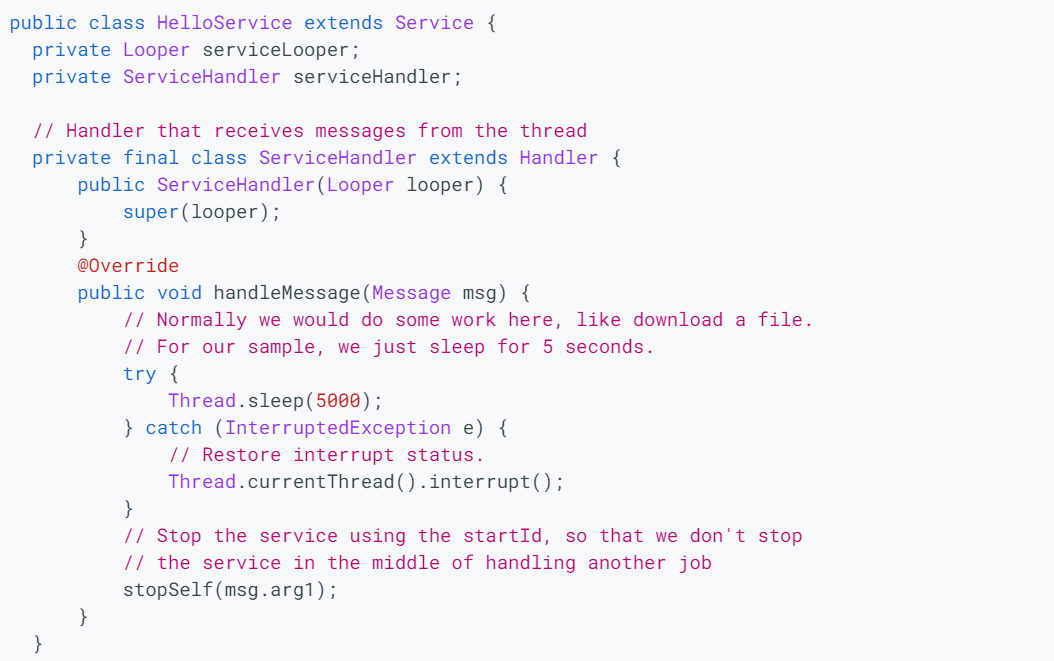 public class HelloService extends Service {
  private Looper serviceLooper;
  private ServiceHandler serviceHandler;

  // Handler that receives messages from the thread
  private final class ServiceHandler extends Handler {
      public ServiceHandler(Looper looper) {
          super(looper);
      }
      @Override
      public void handleMessage(Message msg) {
          // Normally we would do some work here, like download a file.
          // For our sample, we just sleep for 5 seconds.
          try {
              Thread.sleep(5000);
          } catch (InterruptedException e) {
              // Restore interrupt status.
              Thread.currentThread().interrupt();
          }
          // Stop the service using the startId, so that we don't stop
          // the service in the middle of handling another job
          stopSelf(msg.arg1);
      }
  }